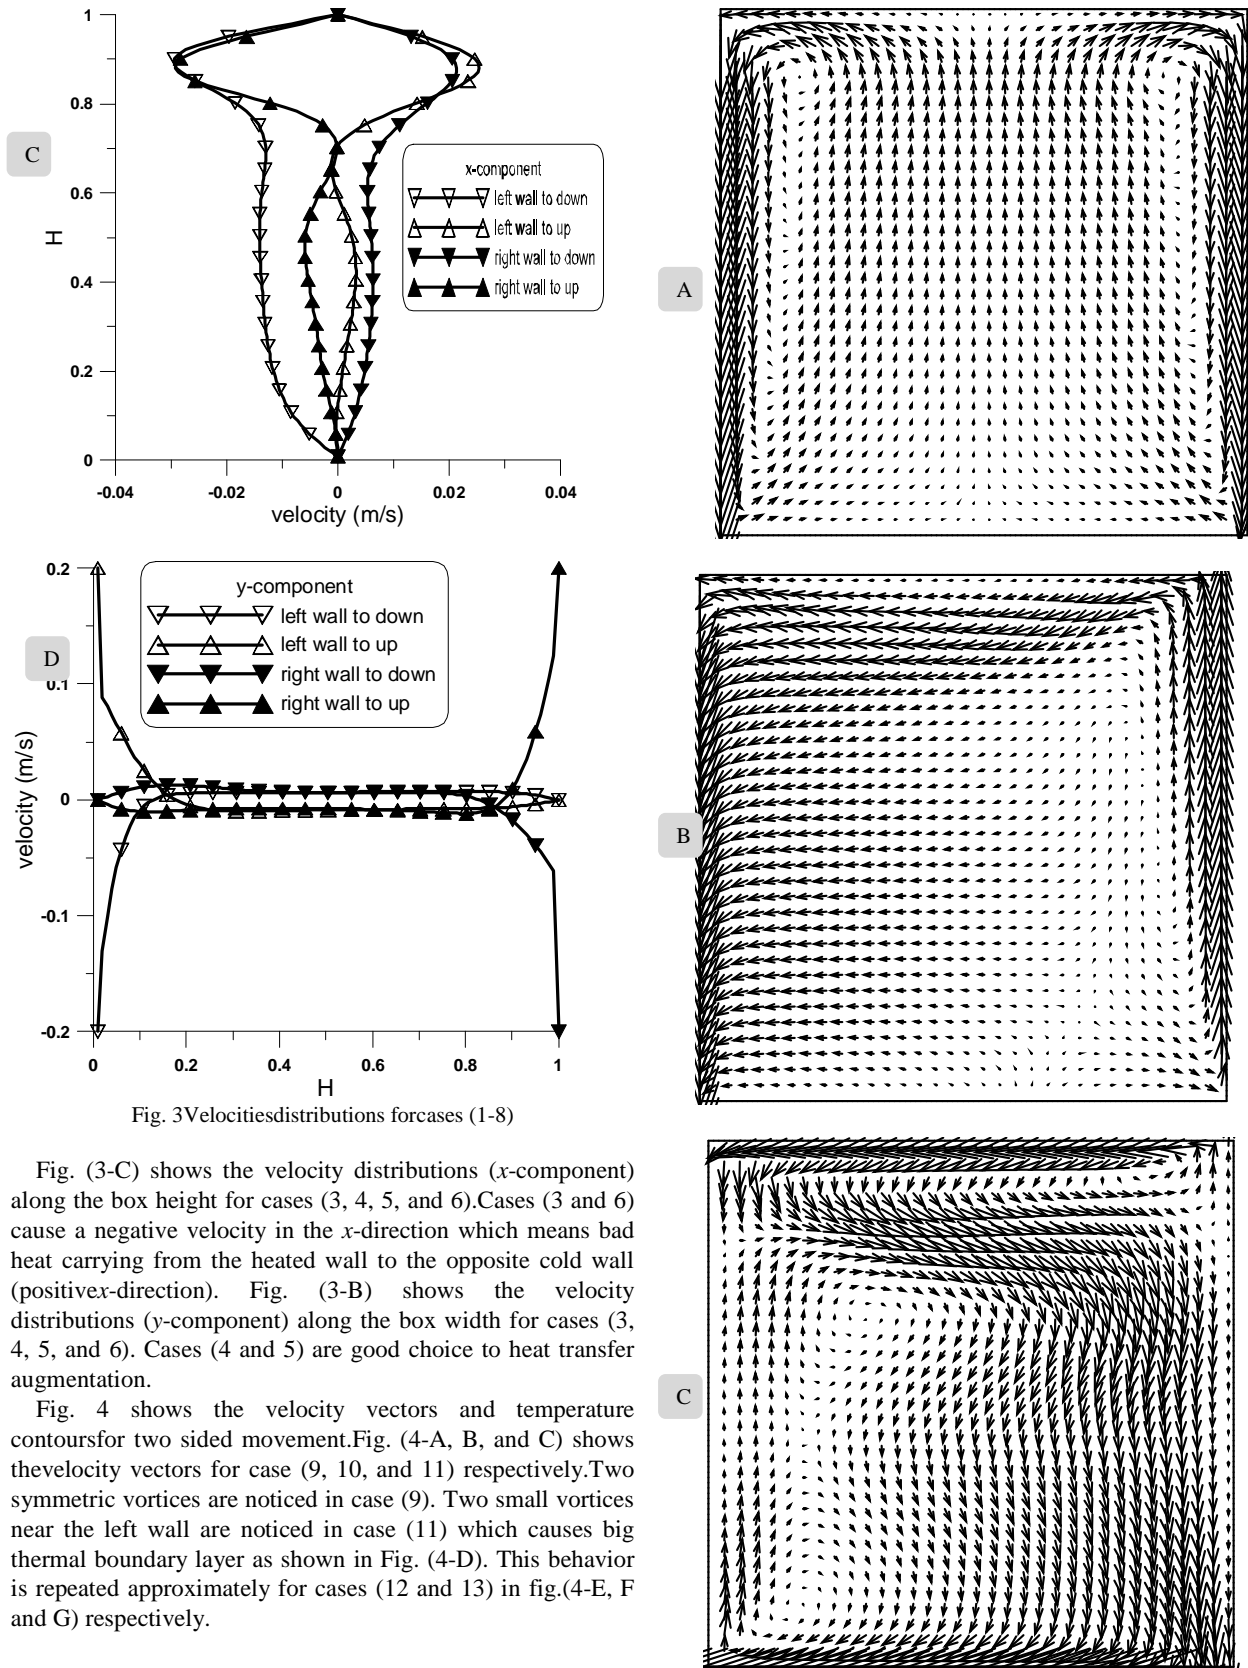 1
0.8
0.6
0.4
0.2
0
-0.04
-0.02
0
0.02
0.04
velocity (m/s)
H
C
x-component
left wall to down
left wall to up
right wall to down
right wall to up
0.2
0.1
0
-0.1
-0.2
0
0.2
0.4
0.6
0.8
1
H
velocity (m/s)
D
y-component
left wall to down
left wall to up
right wall to down
right wall to up
Fig. 3Velocitiesdistributions forcases (1-8)
Fig. (3-C) shows the velocity distributions (x-component)
along the box height for cases (3, 4, 5, and 6).Cases (3 and 6)
cause a negative velocity in the x-direction which means bad
heat carrying from the heated wall to the opposite cold wall
(positivex-direction). Fig. (3-B) shows the velocity
distributions (y-component) along the box width for cases (3,
4, 5, and 6). Cases (4 and 5) are good choice to heat transfer
augmentation.
Fig. 4 shows the velocity vectors and temperature
contoursfor two sided movement.Fig. (4-A, B, and C) shows
thevelocity vectors for case (9, 10, and 11) respectively.Two
symmetric vortices are noticed in case (9). Two small vortices
near the left wall are noticed in case (11) which causes big
thermal boundary layer as shown in Fig. (4-D). This behavior
is repeated approximately for cases (12 and 13) in fig.(4-E, F
and G) respectively.
A
B
C